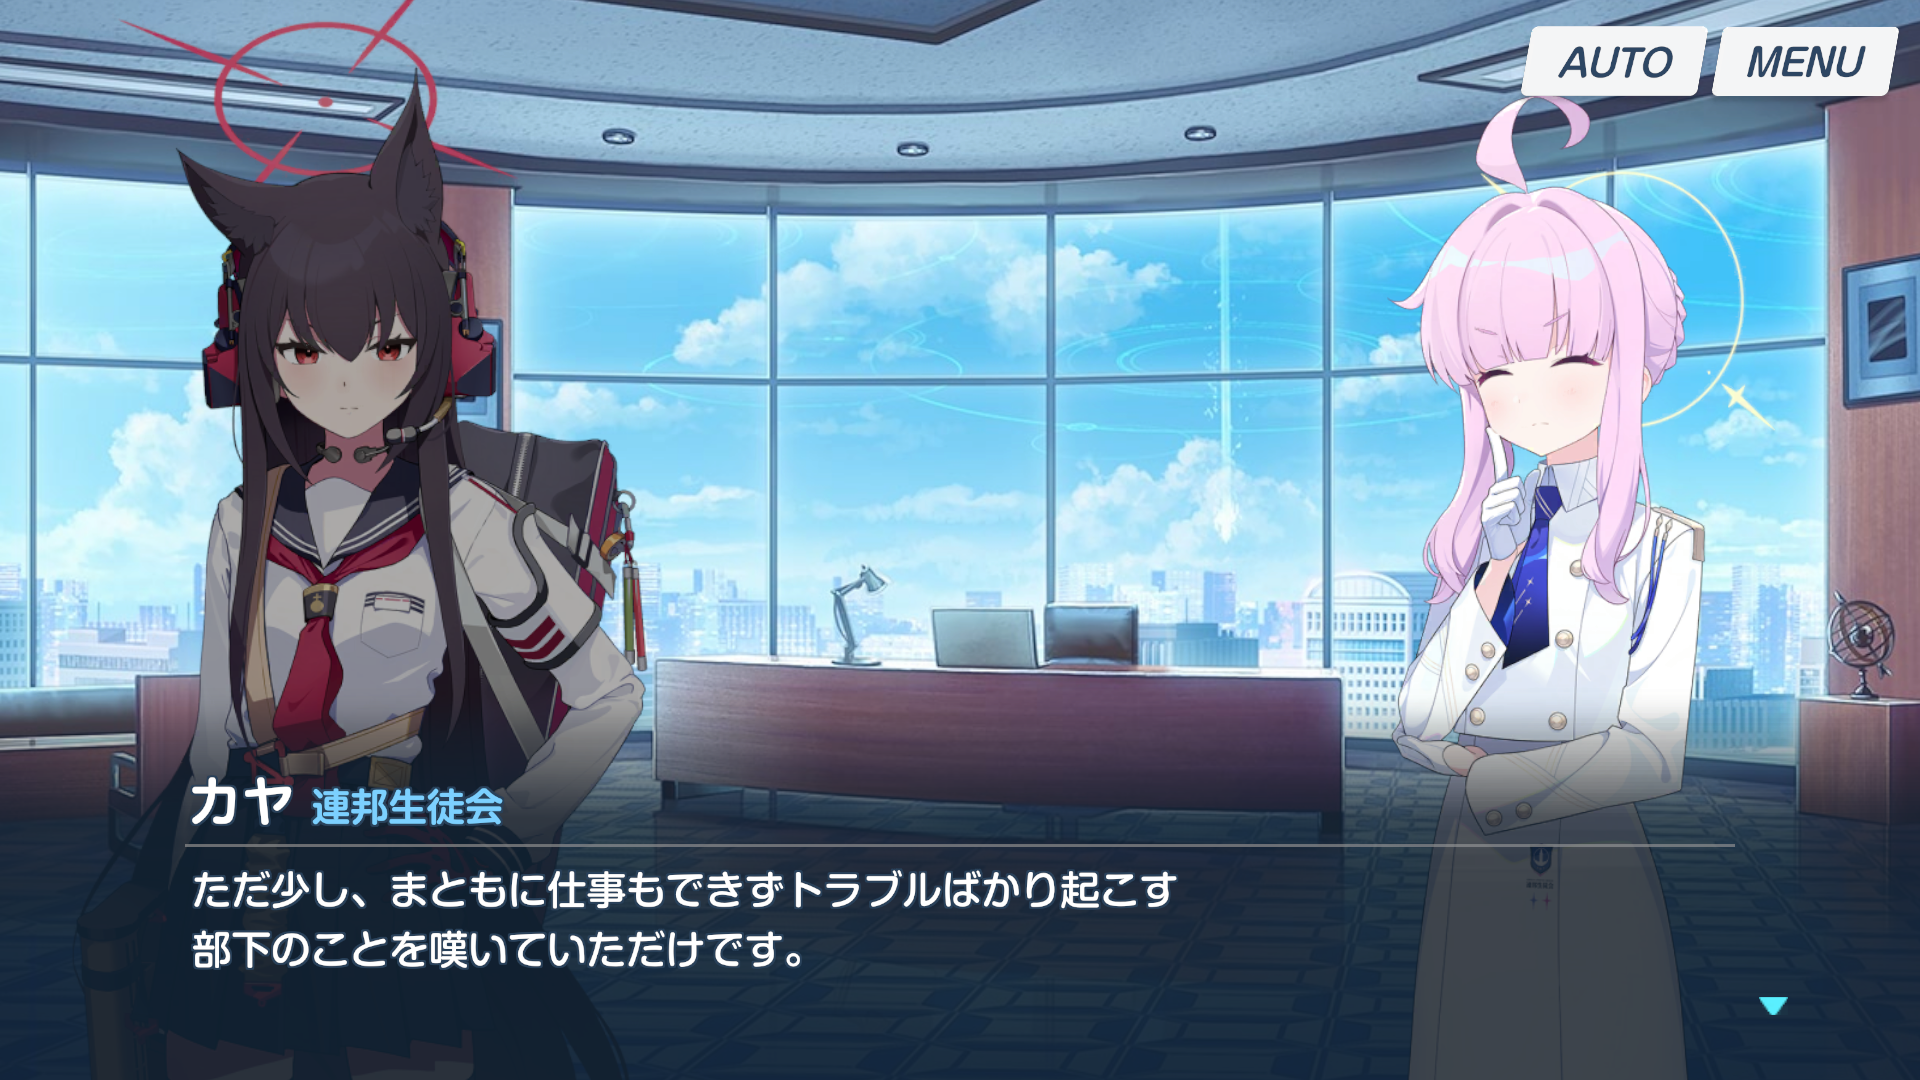 AUTO
MENU
カヤ 連邦生徒会
ただ少し、まともに仕事もできずトラブルばかり起こす
部下のことを嘆いていただけです。